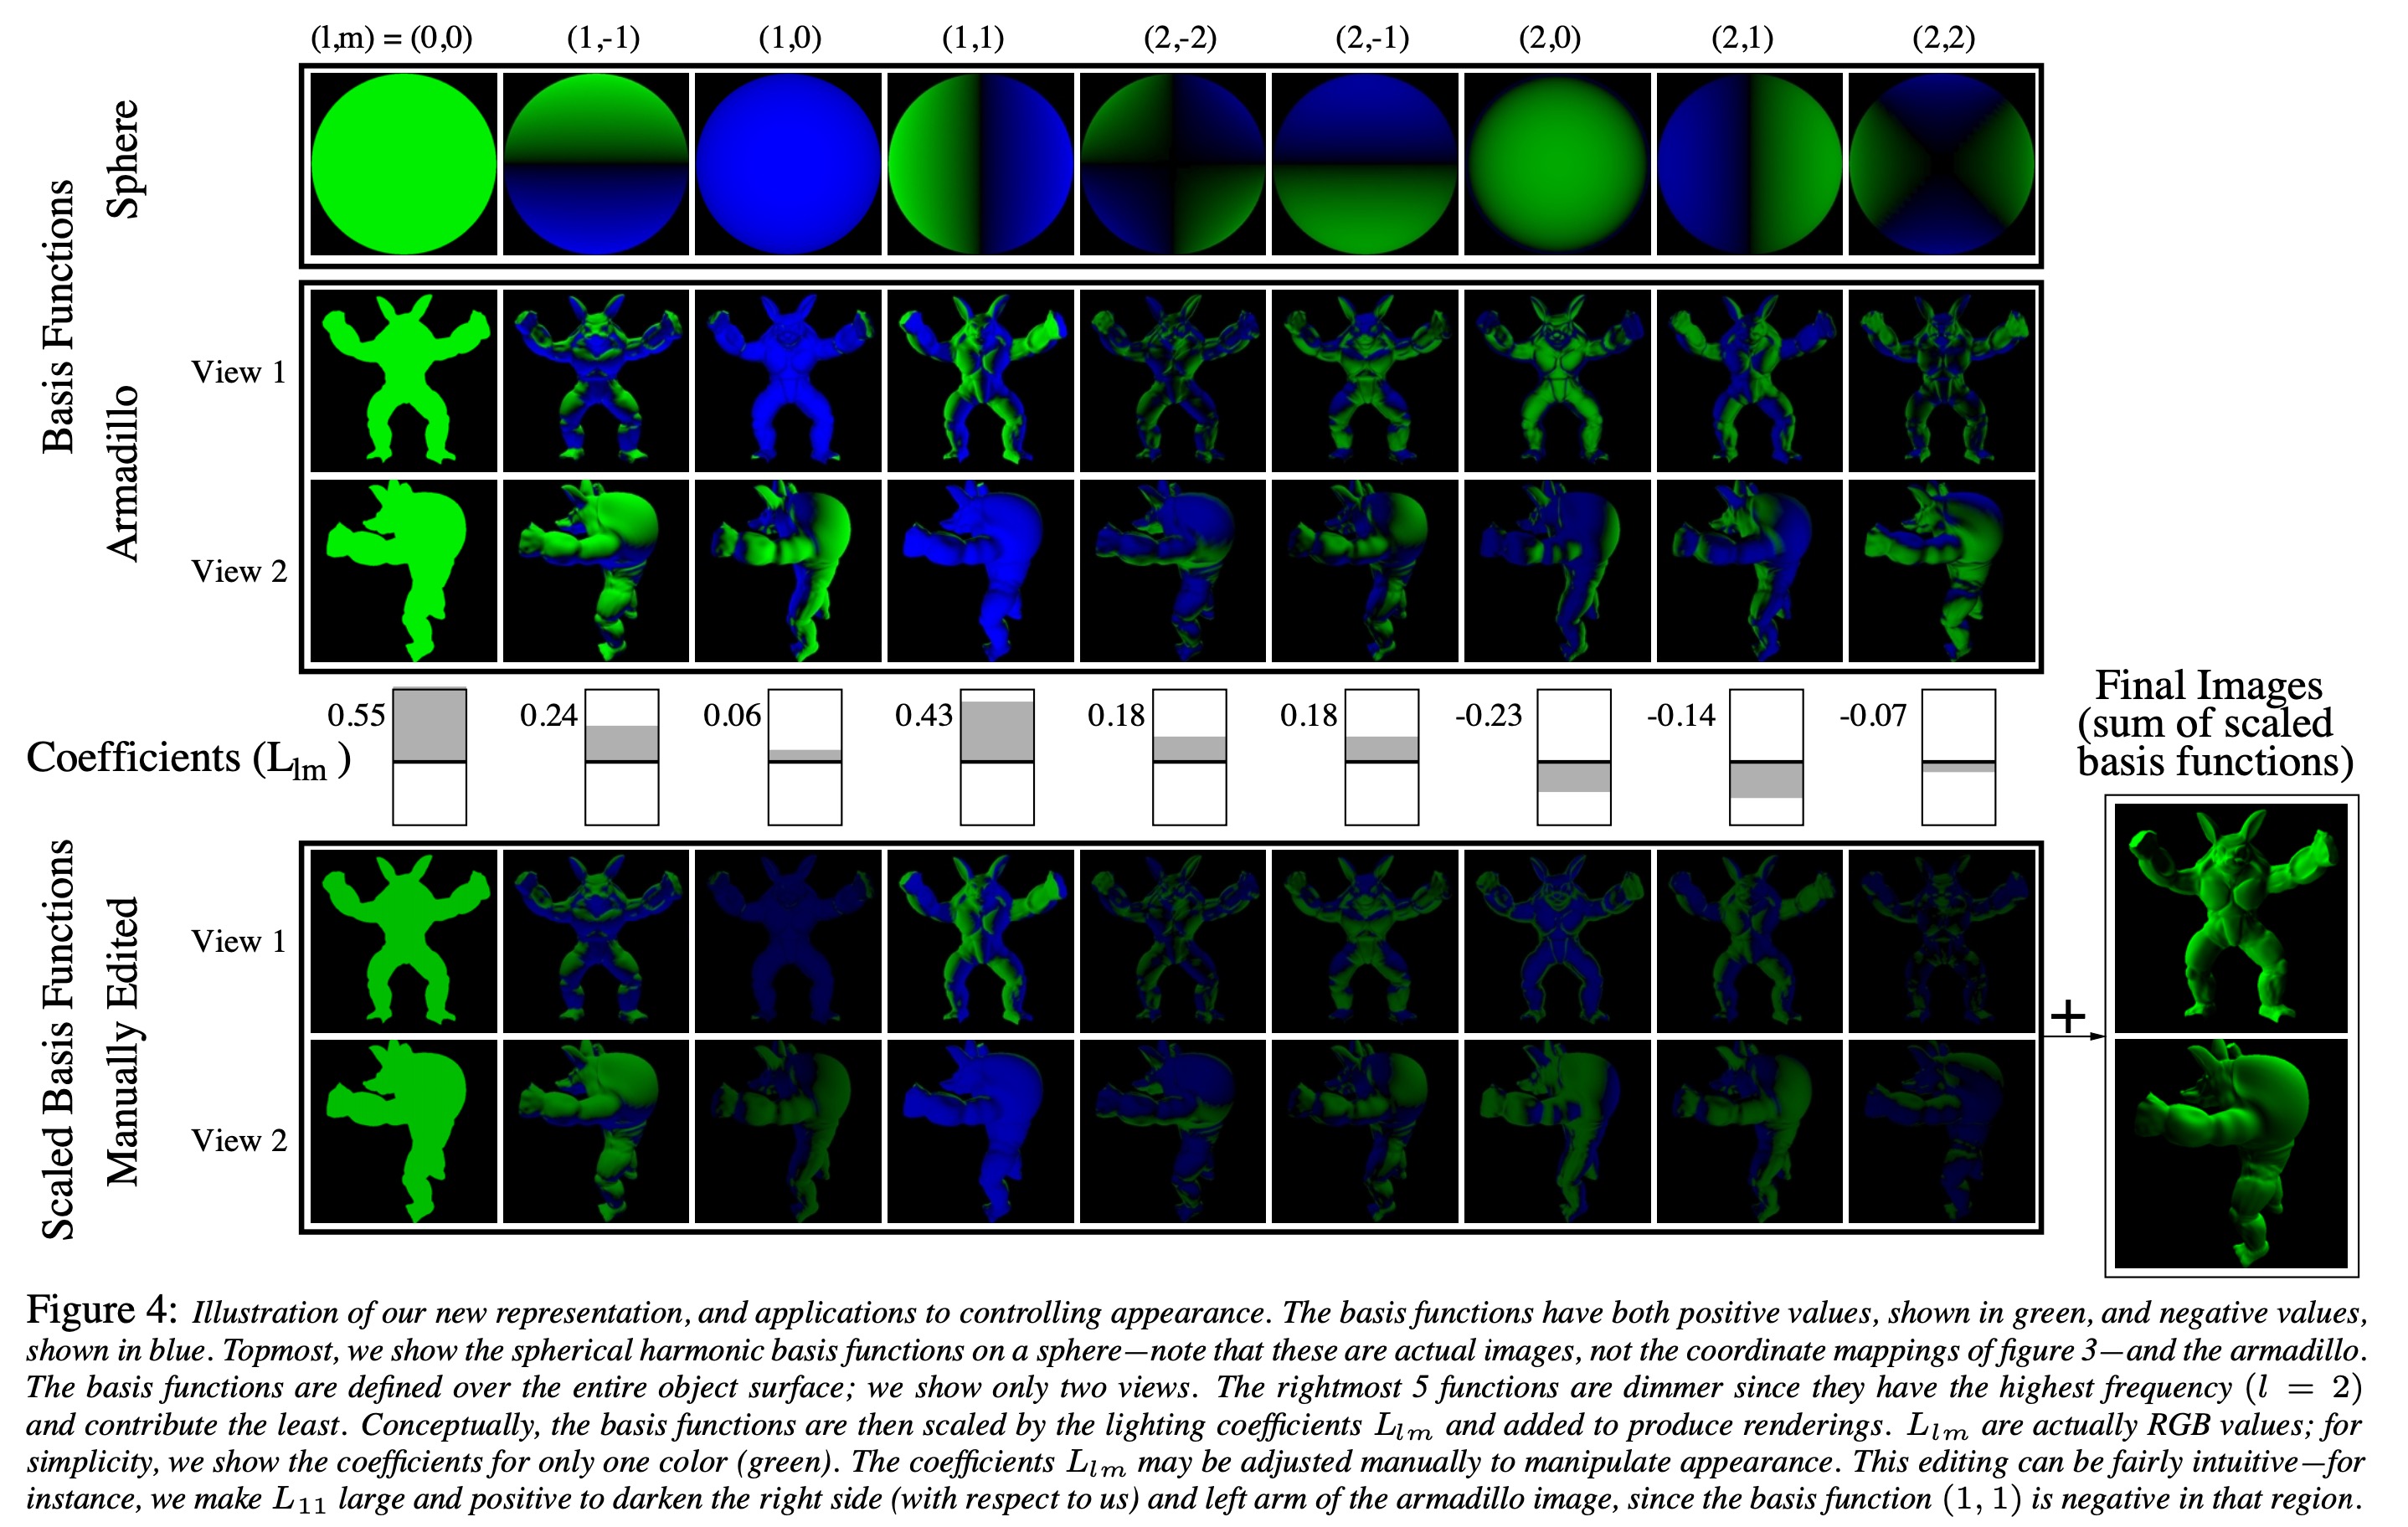 (l,m) = (0,0) (1,-1) (1,0) (1,1) (2,-2) (2,-1) (2,0) (2,1) (2,2)
Basis Functions
Sphere
Armadillo
View 1
View 2
0.55 0.24 0.06 0.43 0.18 0.18 -0.23 -0.14 -0.07
Coefficients (Llm )
Final Images
(sum of scaled
basis functions)
Scaled Basis Functions
Manually Edited
View 1
View 2
+
Figure 4: Illustration of our new representation, and applications to controlling appearance. The basis functions have both positive values, shown in green, and negative values,
shown in blue. Topmost, we show the spherical harmonic basis functions on a sphere—note that these are actual images, not the coordinate mappings of figure 3—and the armadillo.
The basis functions are defined over the entire object surface; we show only two views. The rightmost 5 functions are dimmer since they have the highest frequency (l = 2)
and contribute the least. Conceptually, the basis functions are then scaled by the lighting coefficients Llm and added to produce renderings. Llm are actually RGB values; for
simplicity, we show the coefficients for only one color (green). The coefficients Llm may be adjusted manually to manipulate appearance. This editing can be fairly intuitive—for
instance, we make L11 large and positive to darken the right side (with respect to us) and left arm of the armadillo image, since the basis function (1, 1) is negative in that region.